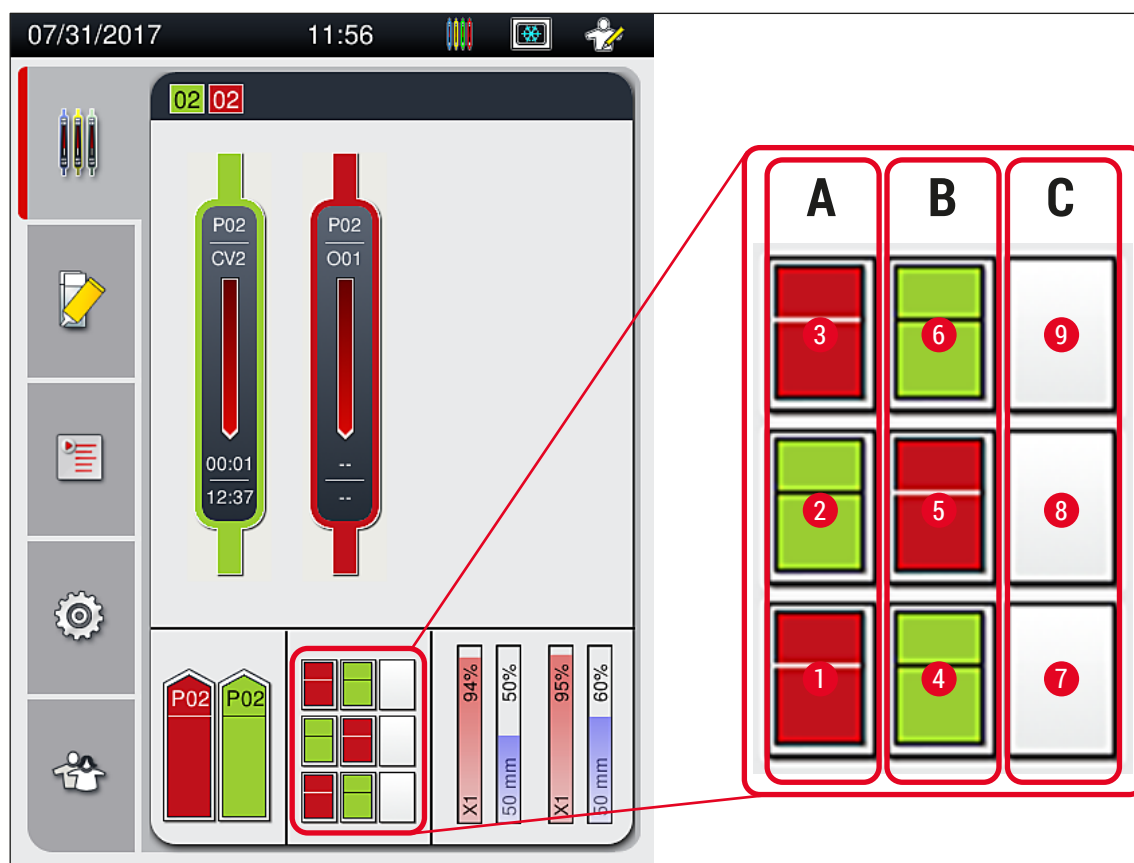 07/31/2017 11:56
02 02
P02
CV2
00:01
12:37
P02
O01
--
--
P02 P02
X1 94%
50 mm 50%
X1 95%
50 mm 60%
A B C
3 6 9
2 5 8
1 4 7